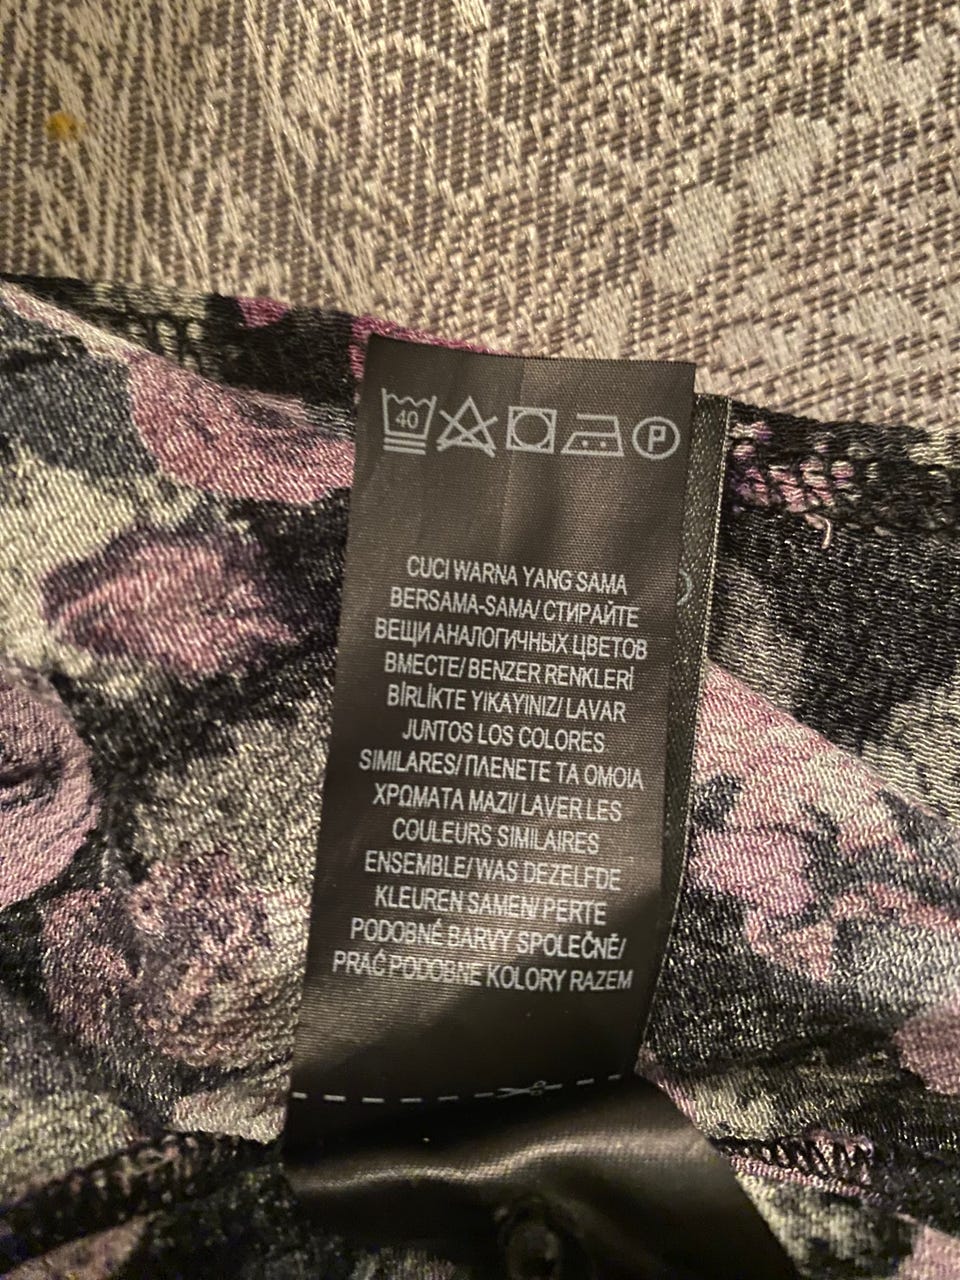 40 P
CUCI WARNA YANG SAMA
BERSAMA-SAMA/ СТИРАЙТЕ
ВЕЩИ АНАЛОГИЧНЫХ ЦВЕТОВ
ВМЕСТЕ/ BENZER RENKLERİ
BİRLİKTE YIKAYINIZ/ LAVAR
JUNTOS LOS COLORES
SIMILARES/ ΠΛΕΝΕΤΕ ΤΑ ΟΜΟΙΑ
ΧΡΩΜΑΤΑ ΜΑΖΙ/ LAVER LES
COULEURS SIMILAIRES
ENSEMBLE/ WAS DEZELFDE
KLEUREN SAMEN/ PERTE
PODOBNÉ BARVY SPOLEČNĚ/
PRAĆ PODOBNE KOLORY RAZEM